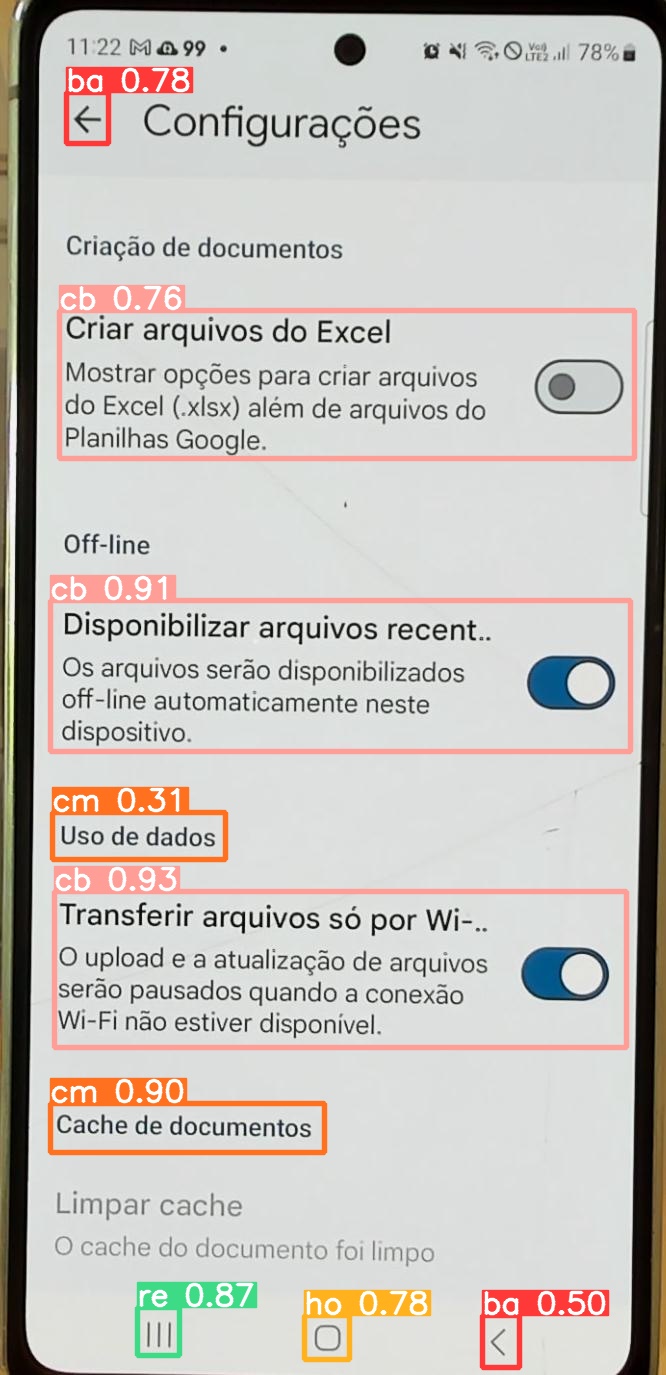 11:22 M 99 •
Vo))
LTE2 78%
ba 0.78
← Configurações
Criação de documentos
cb 0.76
Criar arquivos do Excel
Mostrar opções para criar arquivos
do Excel (.xlsx) além de arquivos do
Planilhas Google.
Off-line
cb 0.91
Disponibilizar arquivos recent..
Os arquivos serão disponibilizados
off-line automaticamente neste
dispositivo.
cm 0.31
Uso de dados
cb 0.93
Transferir arquivos só por Wi-..
O upload e a atualização de arquivos
serão pausados quando a conexão
Wi-Fi não estiver disponível.
cm 0.90
Cache de documentos
Limpar cache
O cache do documento foi limpo
re 0.87
ho 0.78
ba 0.50